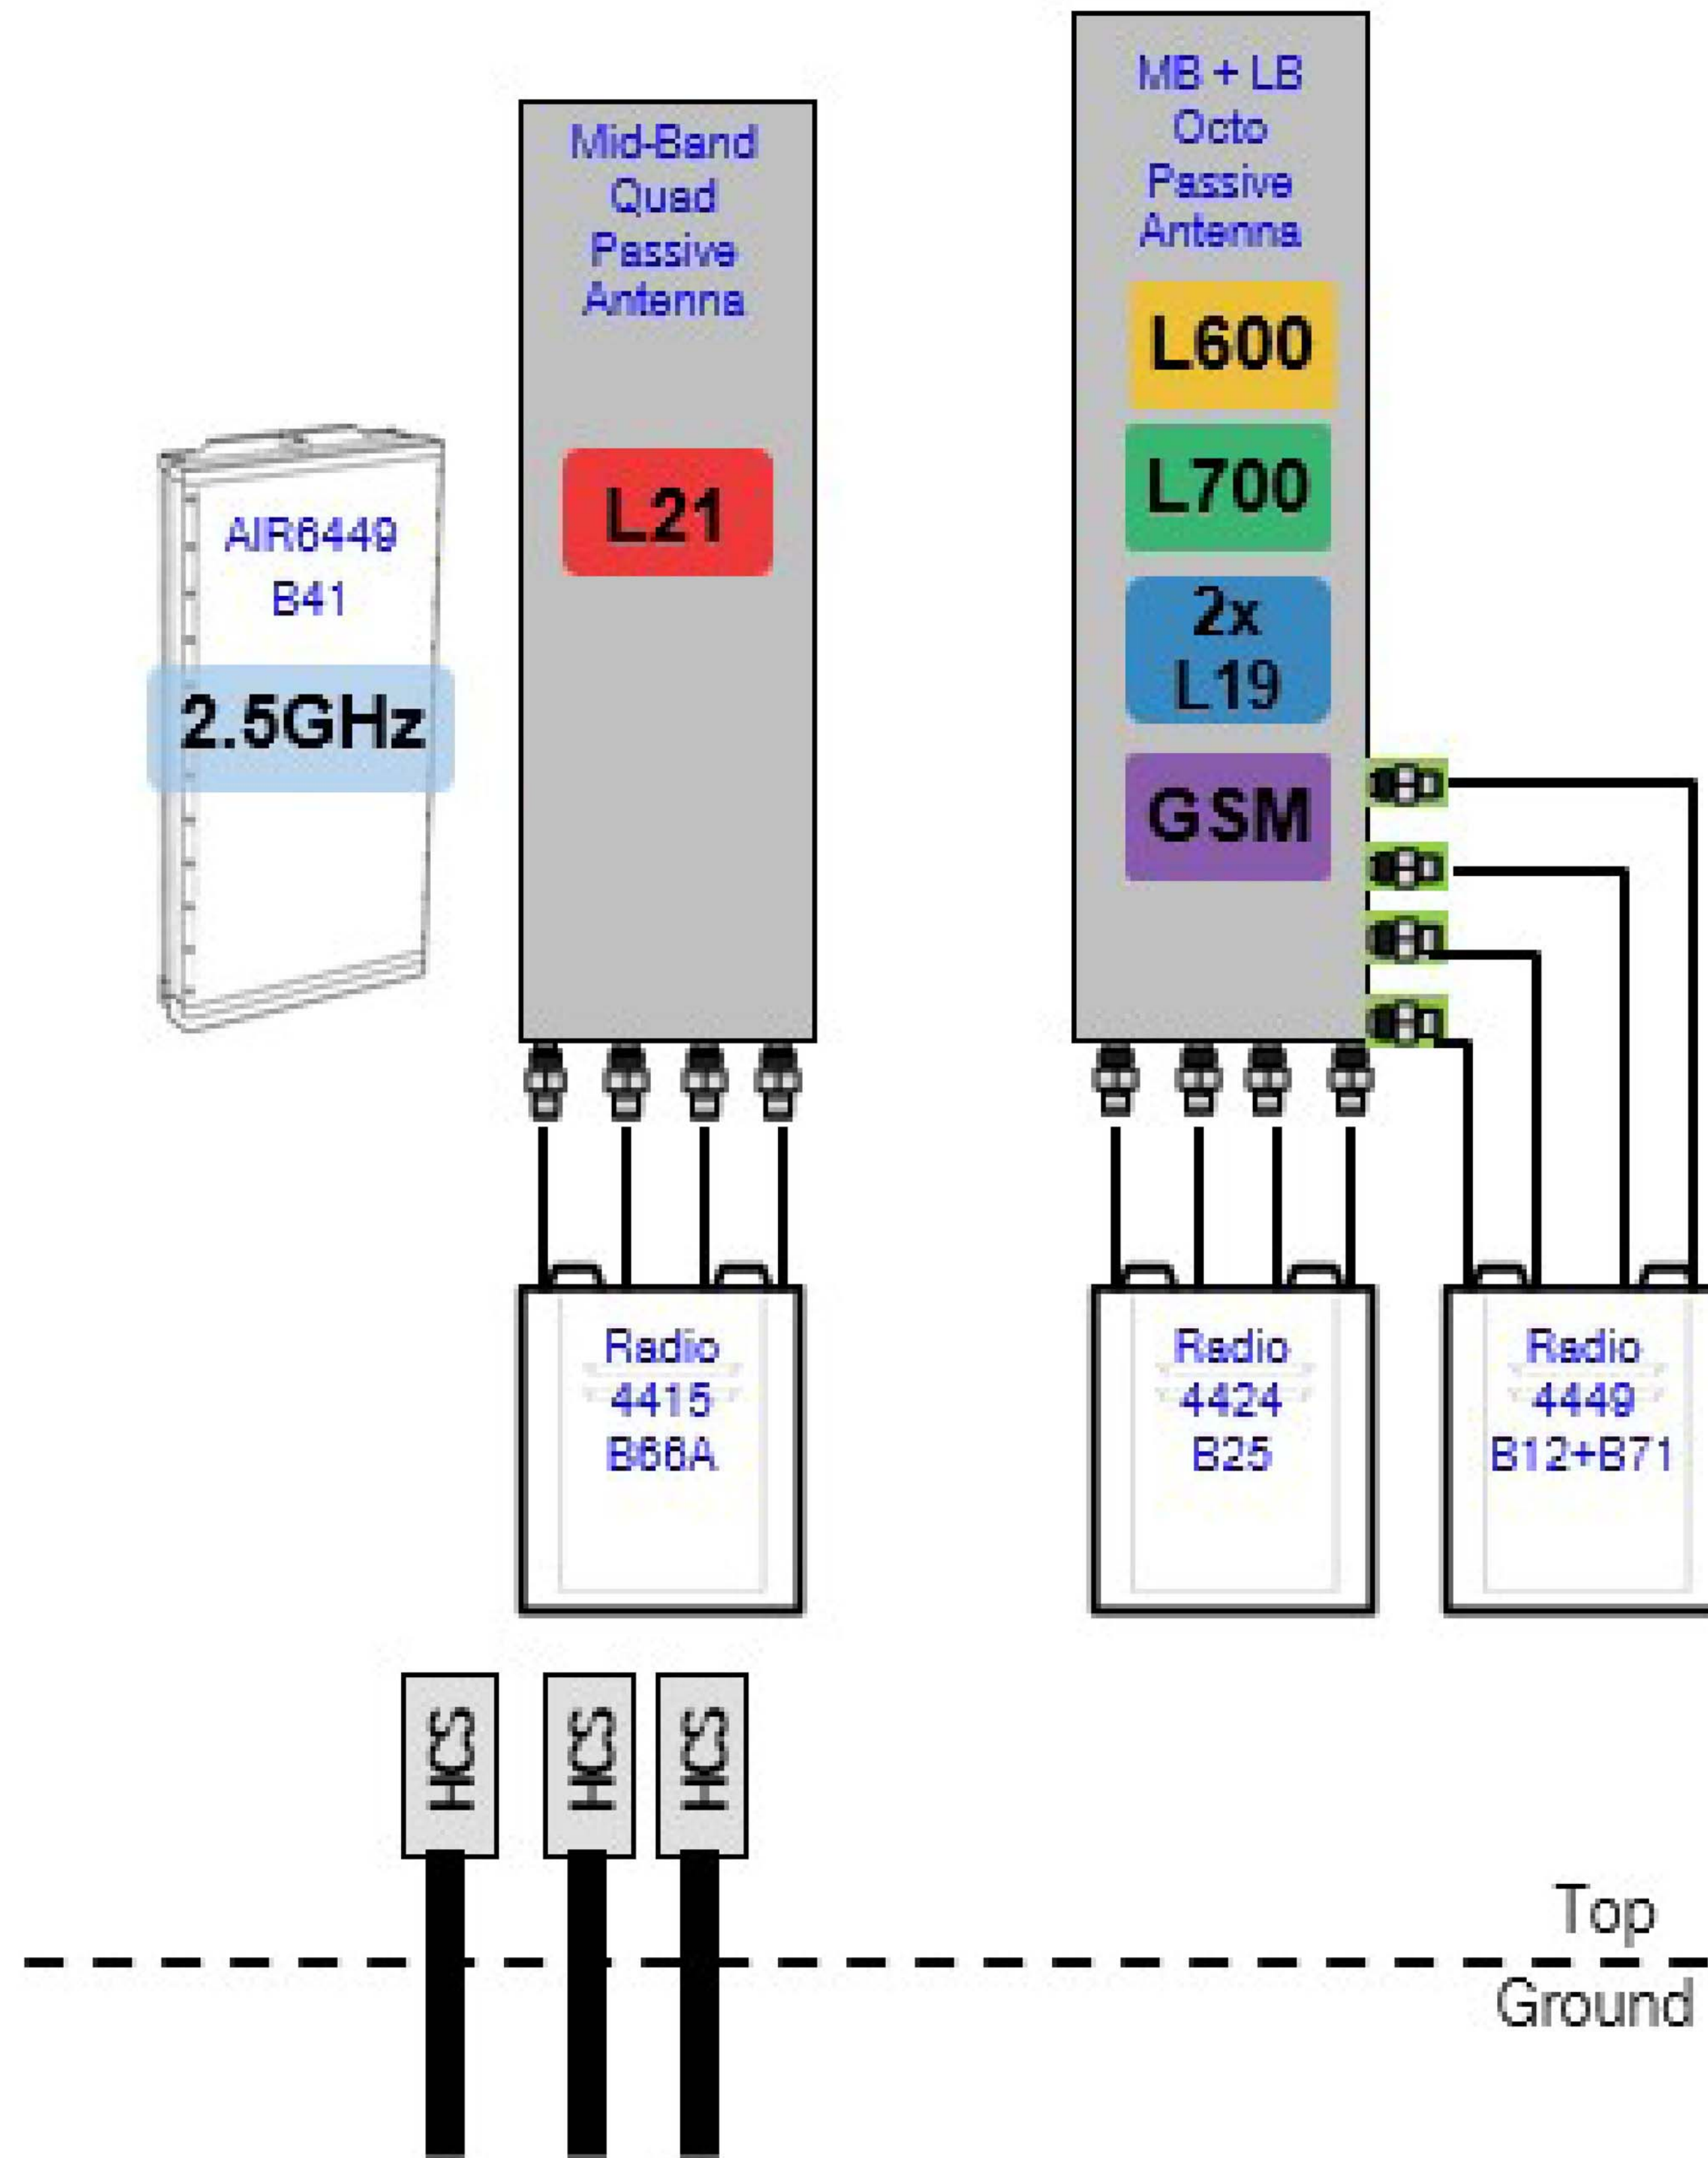 AIR6449
B41
2.5GHz
Mid-Band
Quad
Passive
Antenna
L21
MB + LB
Octo
Passive
Antenna
L600
L700
2x
L19
GSM
Radio
4415
B66A
Radio
4424
B25
Radio
4449
B12+B71
HCS
HCS
HCS
Top
Ground